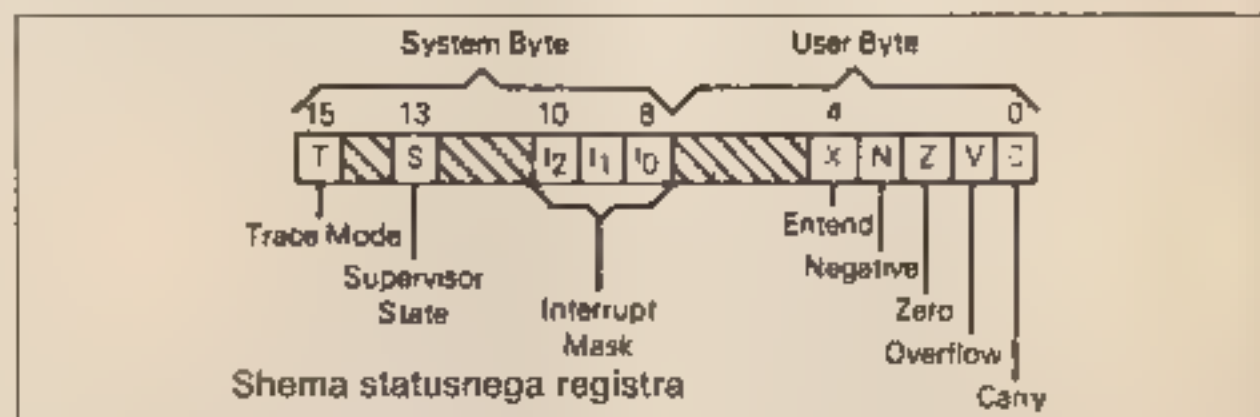 System Byte User Byte
15 13 10 8 4 0
T S I2 I1 I0 X N Z V C
Trace Mode
Supervisor
State
Interrupt
Mask
Entend
Negative
Zero
Overflow
Carry
Shema statusnega registra